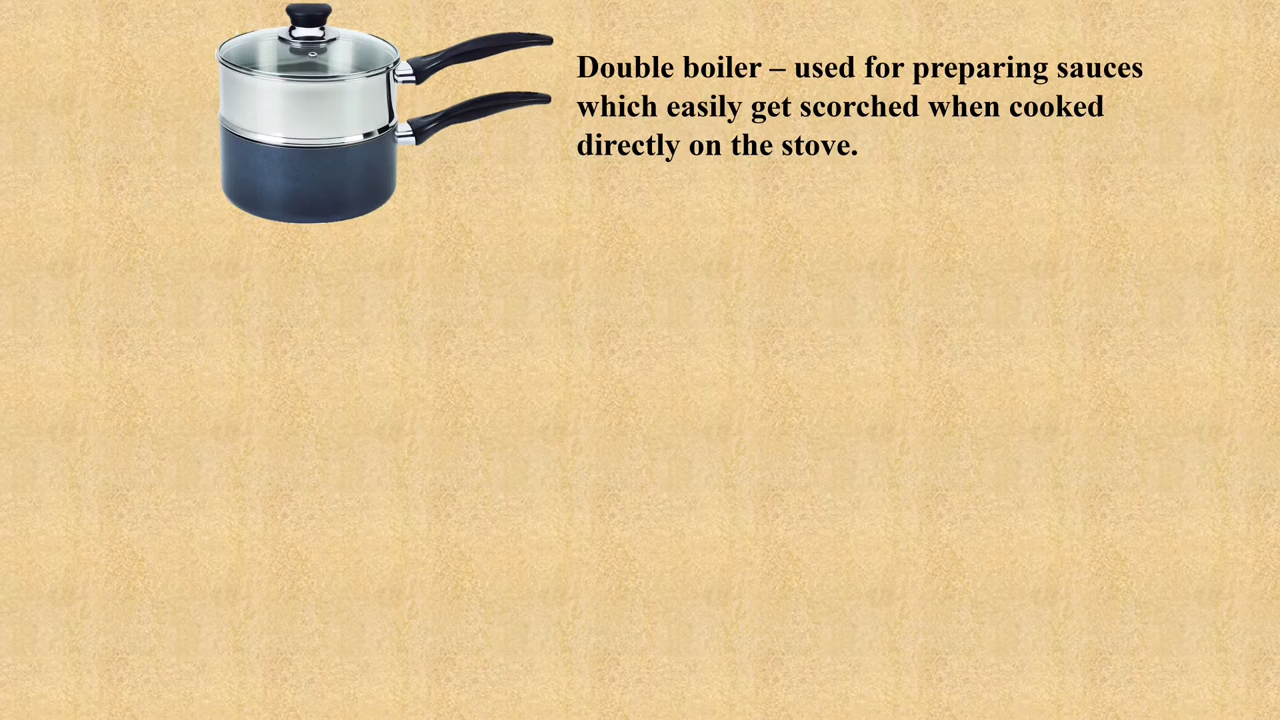 Double boiler – used for preparing sauces
which easily get scorched when cooked
directly on the stove.